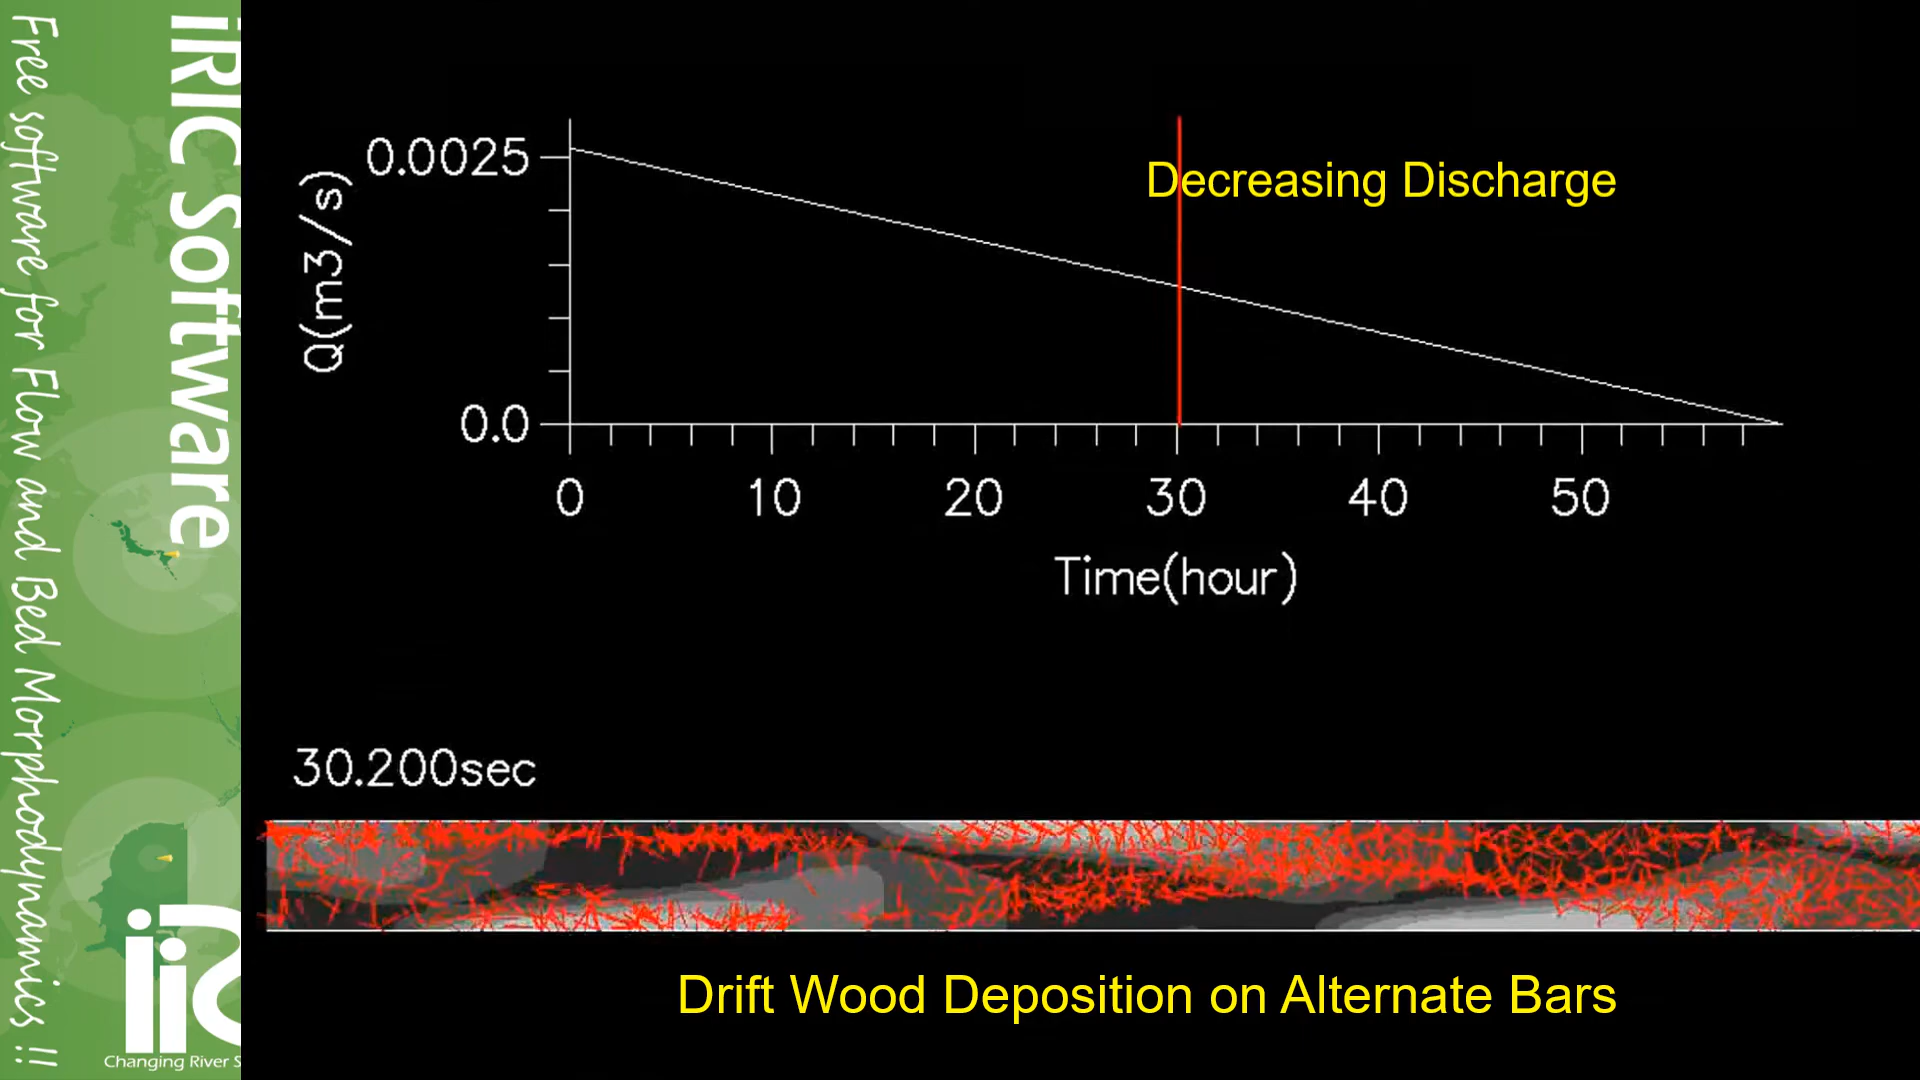 iRIC Software
Free software for Flow and Bed Morphodynamics !!
Changing River S
Q(m3/s)
0.0025
0.0
Decreasing Discharge
0 10 20 30 40 50
Time(hour)
30.200sec
Drift Wood Deposition on Alternate Bars